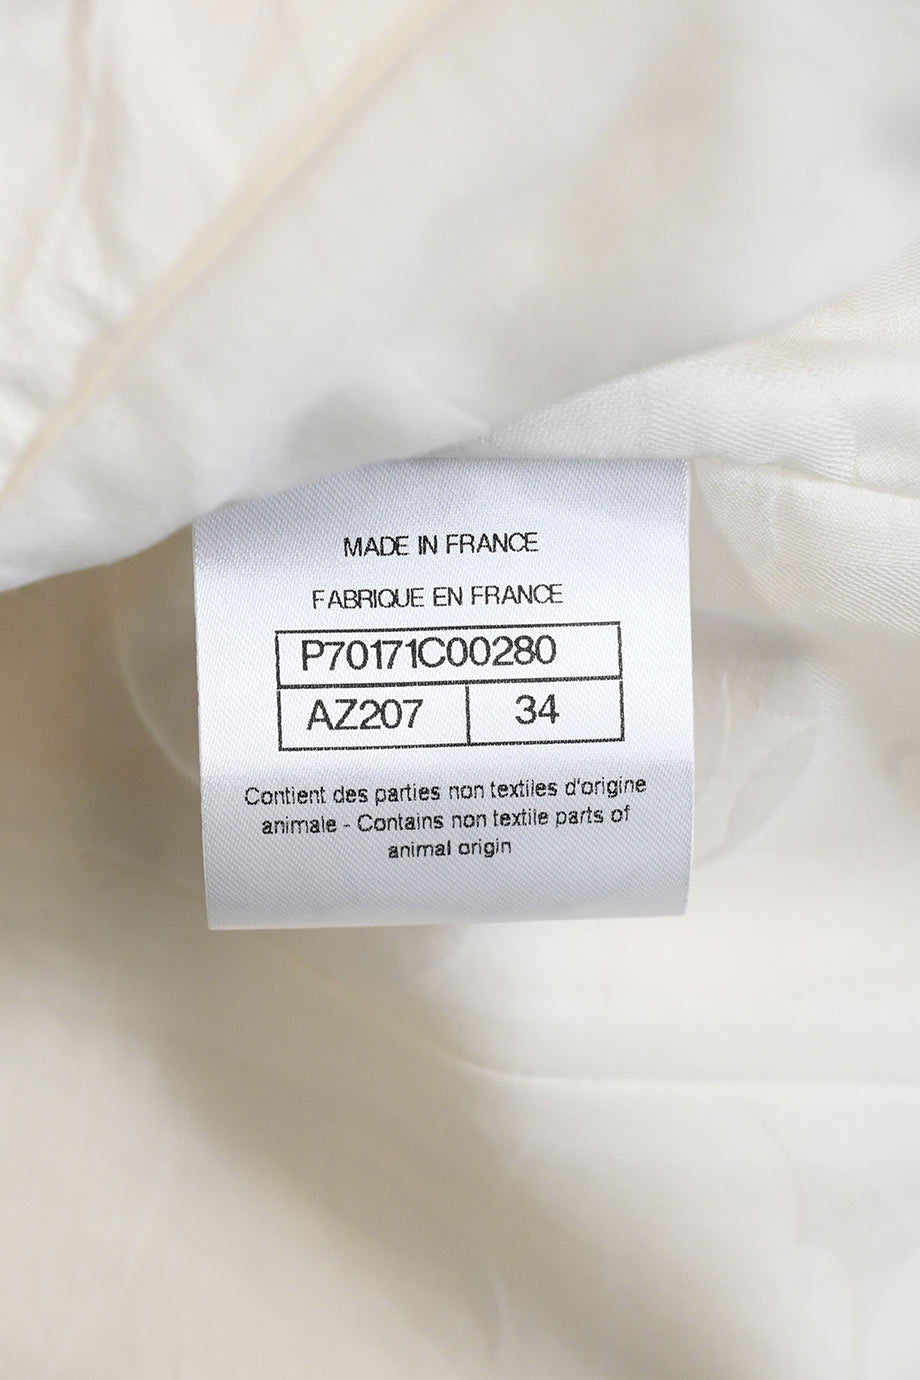 MADE IN FRANCE
FABRIQUE EN FRANCE
P70171C00280
AZ207 34
Contient des parties non textiles d'origine
animale - Contains non textile parts of
animal origin